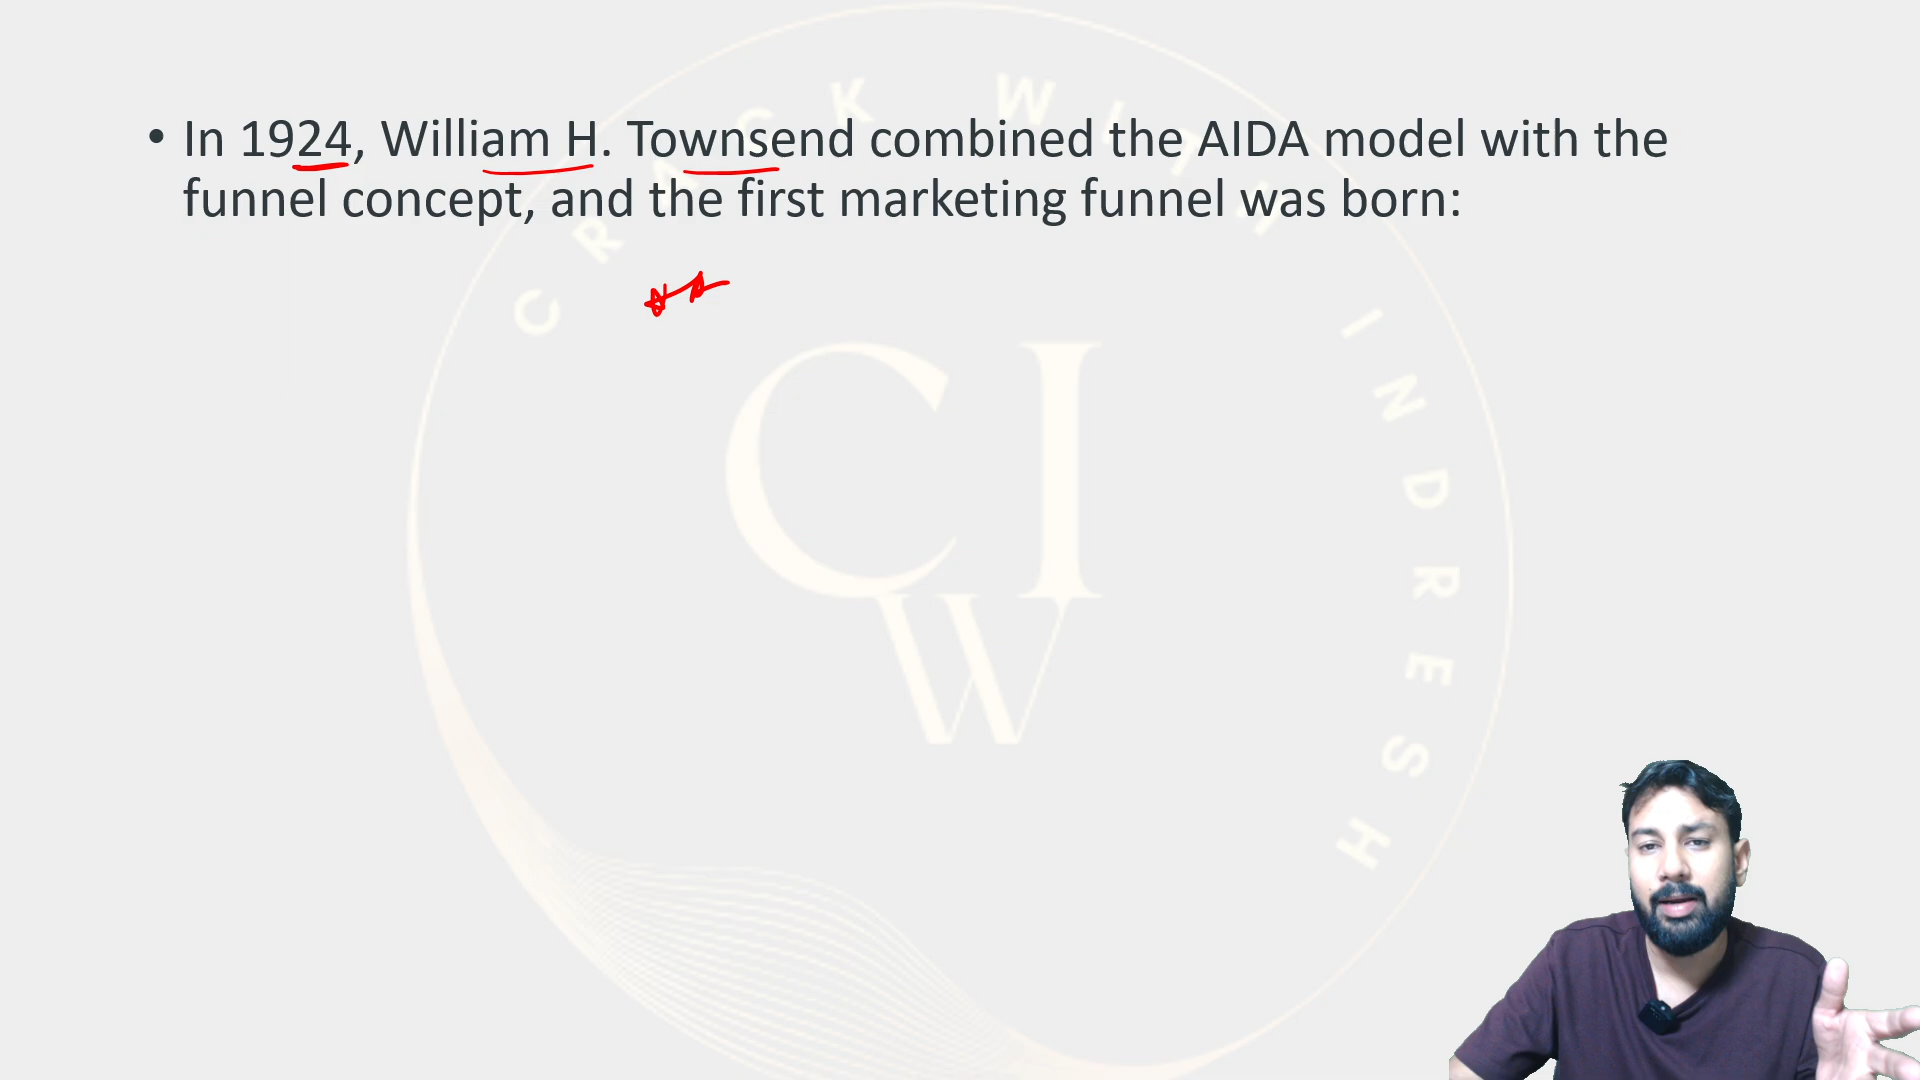 • In 1924, William H. Townsend combined the AIDA model with the
funnel concept, and the first marketing funnel was born:
CRACK WITH INDRESH
CI
W